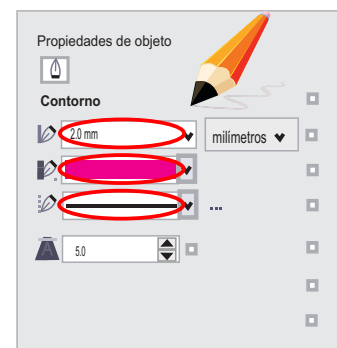 Propiedades de objeto
Contorno
2.0 mm
milímetros
5.0